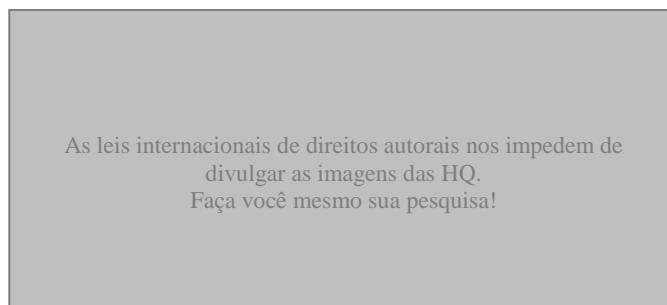 As leis internacionais de direitos autorais nos impedem de
divulgar as imagens das HQ.
Faça você mesmo sua pesquisa!